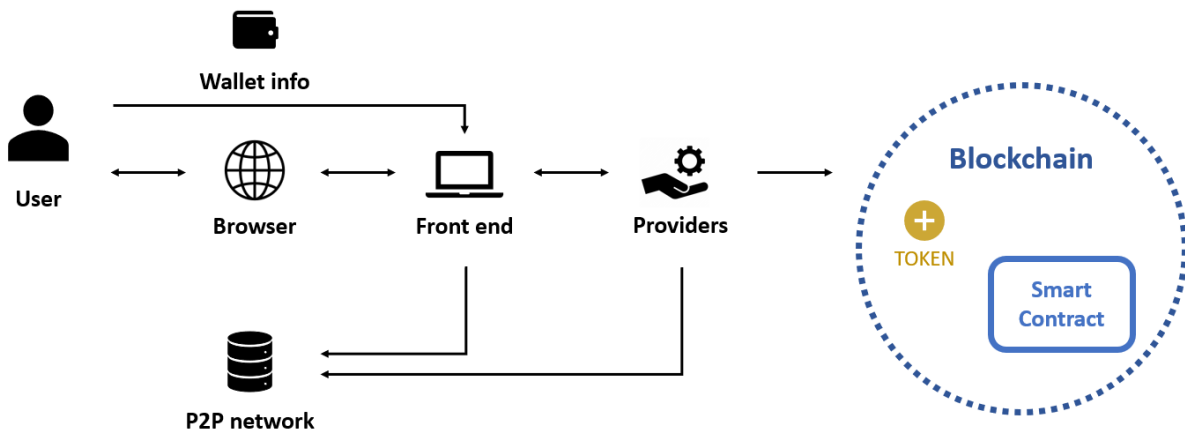 Wallet info
User
Browser
Front end
Providers
P2P network
Blockchain
TOKEN
Smart
Contract